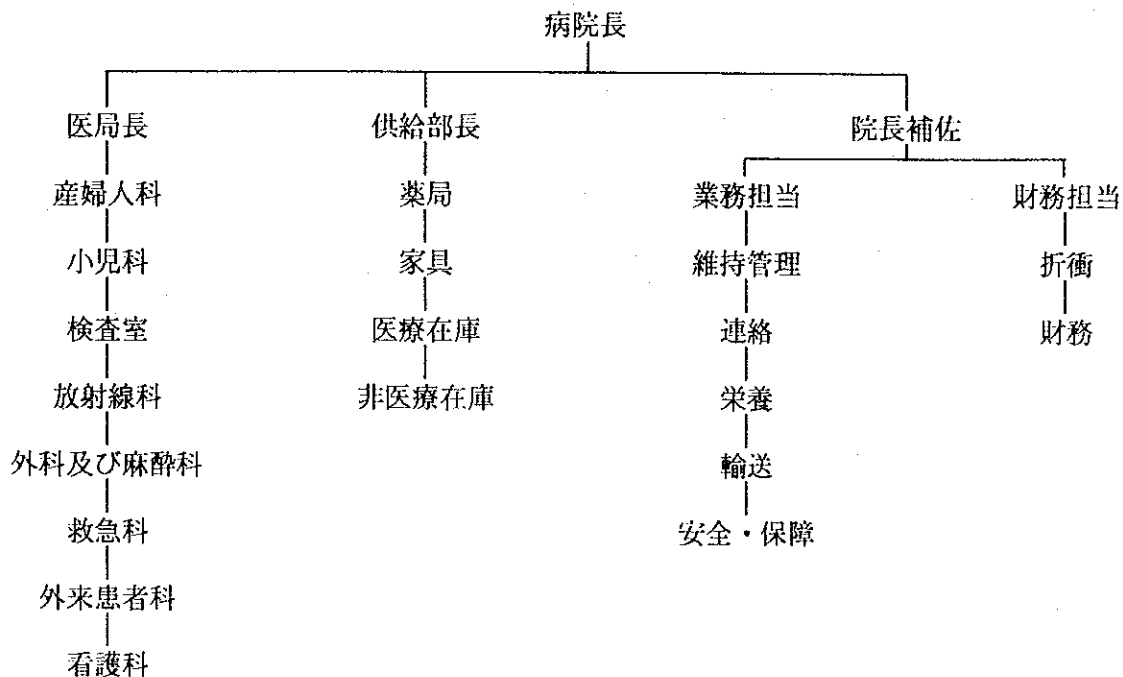 病院長
医局長 供給部長 院長補佐
産婦人科 薬局 業務担当 財務担当
小児科 家具 維持管理 折衝
検査室 医療在庫 連絡 財務
放射線科 非医療在庫 栄養
外科及び麻酔科 輸送
救急科 安全・保障
外来患者科
看護科